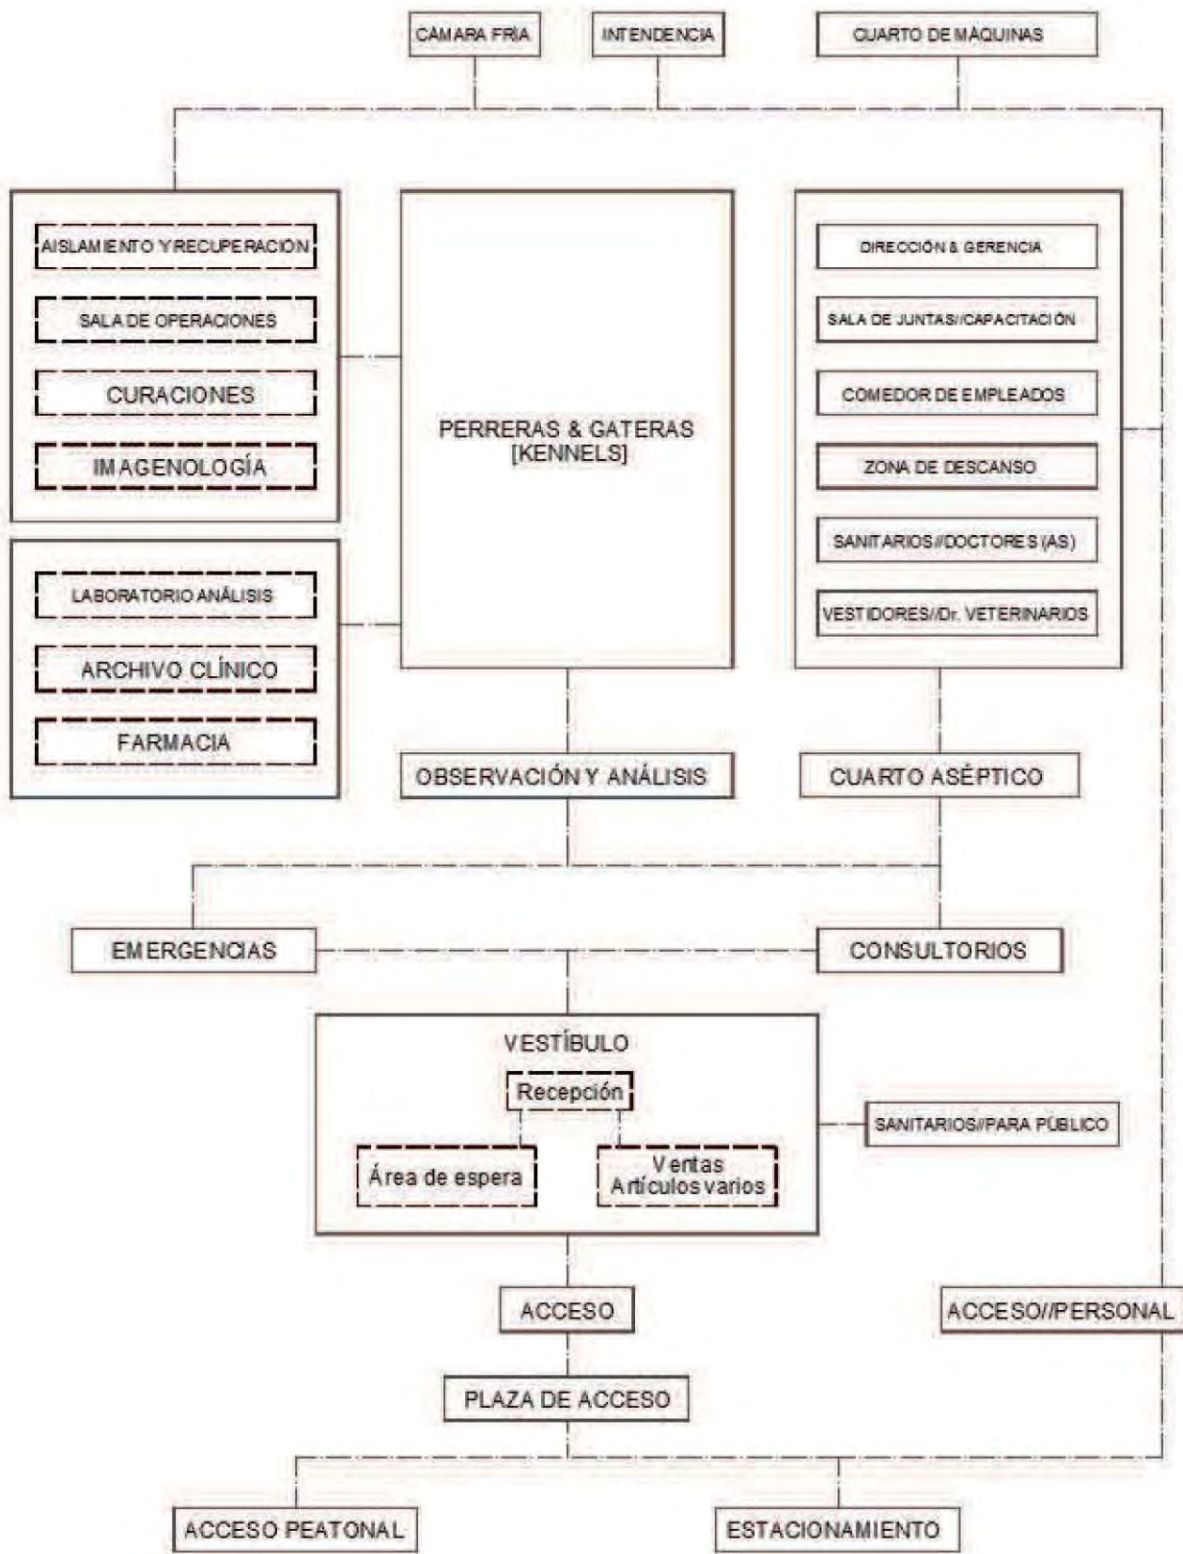 CÁMARA FRÍA
INTENDENCIA
CUARTO DE MÁQUINAS
AISLAMIENTO Y RECUPERACIÓN
SALA DE OPERACIONES
CURACIONES
IMAGENOLOGÍA
LABORATORIO ANÁLISIS
ARCHIVO CLÍNICO
FARMACIA
PERRERAS & GATERAS
[KENNELS]
DIRECCIÓN & GERENCIA
SALA DE JUNTAS//CAPACITACIÓN
COMEDOR DE EMPLEADOS
ZONA DE DESCANSO
SANITARIOS//DOCTORES (AS)
VESTIDORES//Dr. VETERINARIOS
OBSERVACIÓN Y ANÁLISIS
CUARTO ASÉPTICO
EMERGENCIAS
CONSULTORIOS
VESTÍBULO
Recepción
Área de espera
Ventas
Artículos varios
SANITARIOS//PARA PÚBLICO
ACCESO
ACCESO//PERSONAL
PLAZA DE ACCESO
ACCESO PEATONAL
ESTACIONAMIENTO